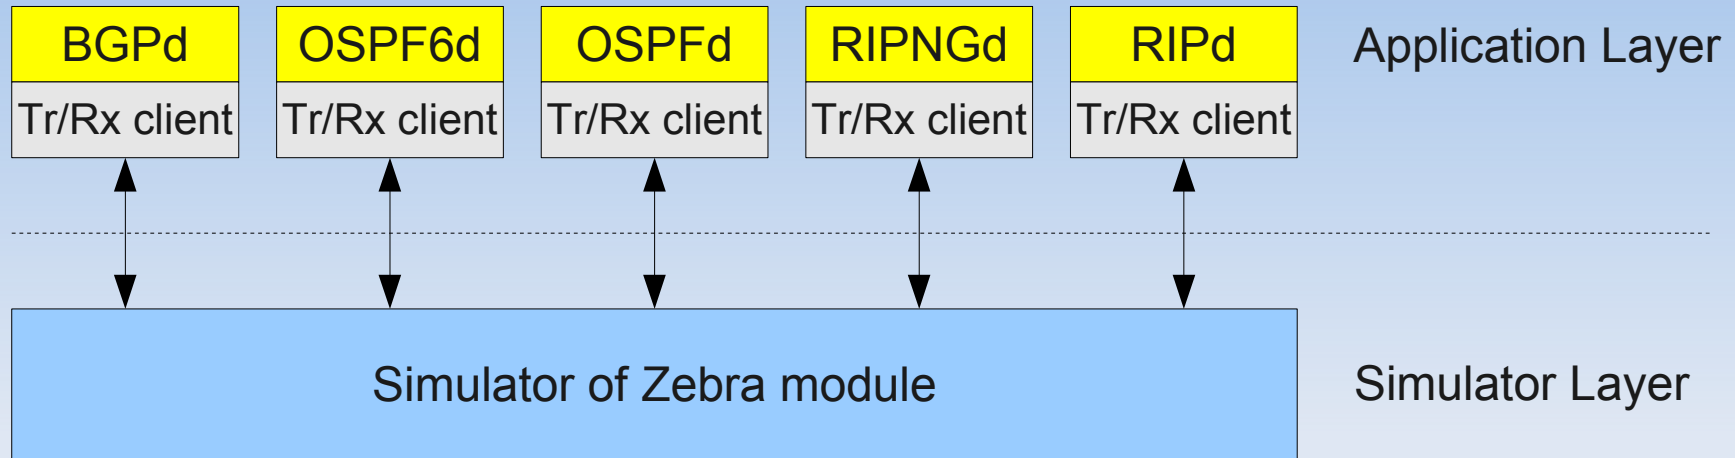 BGPd
OSPF6d
OSPFd
RIPNGd
RIPd
Application Layer
Tr/Rx client
Tr/Rx client
Tr/Rx client
Tr/Rx client
Tr/Rx client
Simulator of Zebra module
Simulator Layer